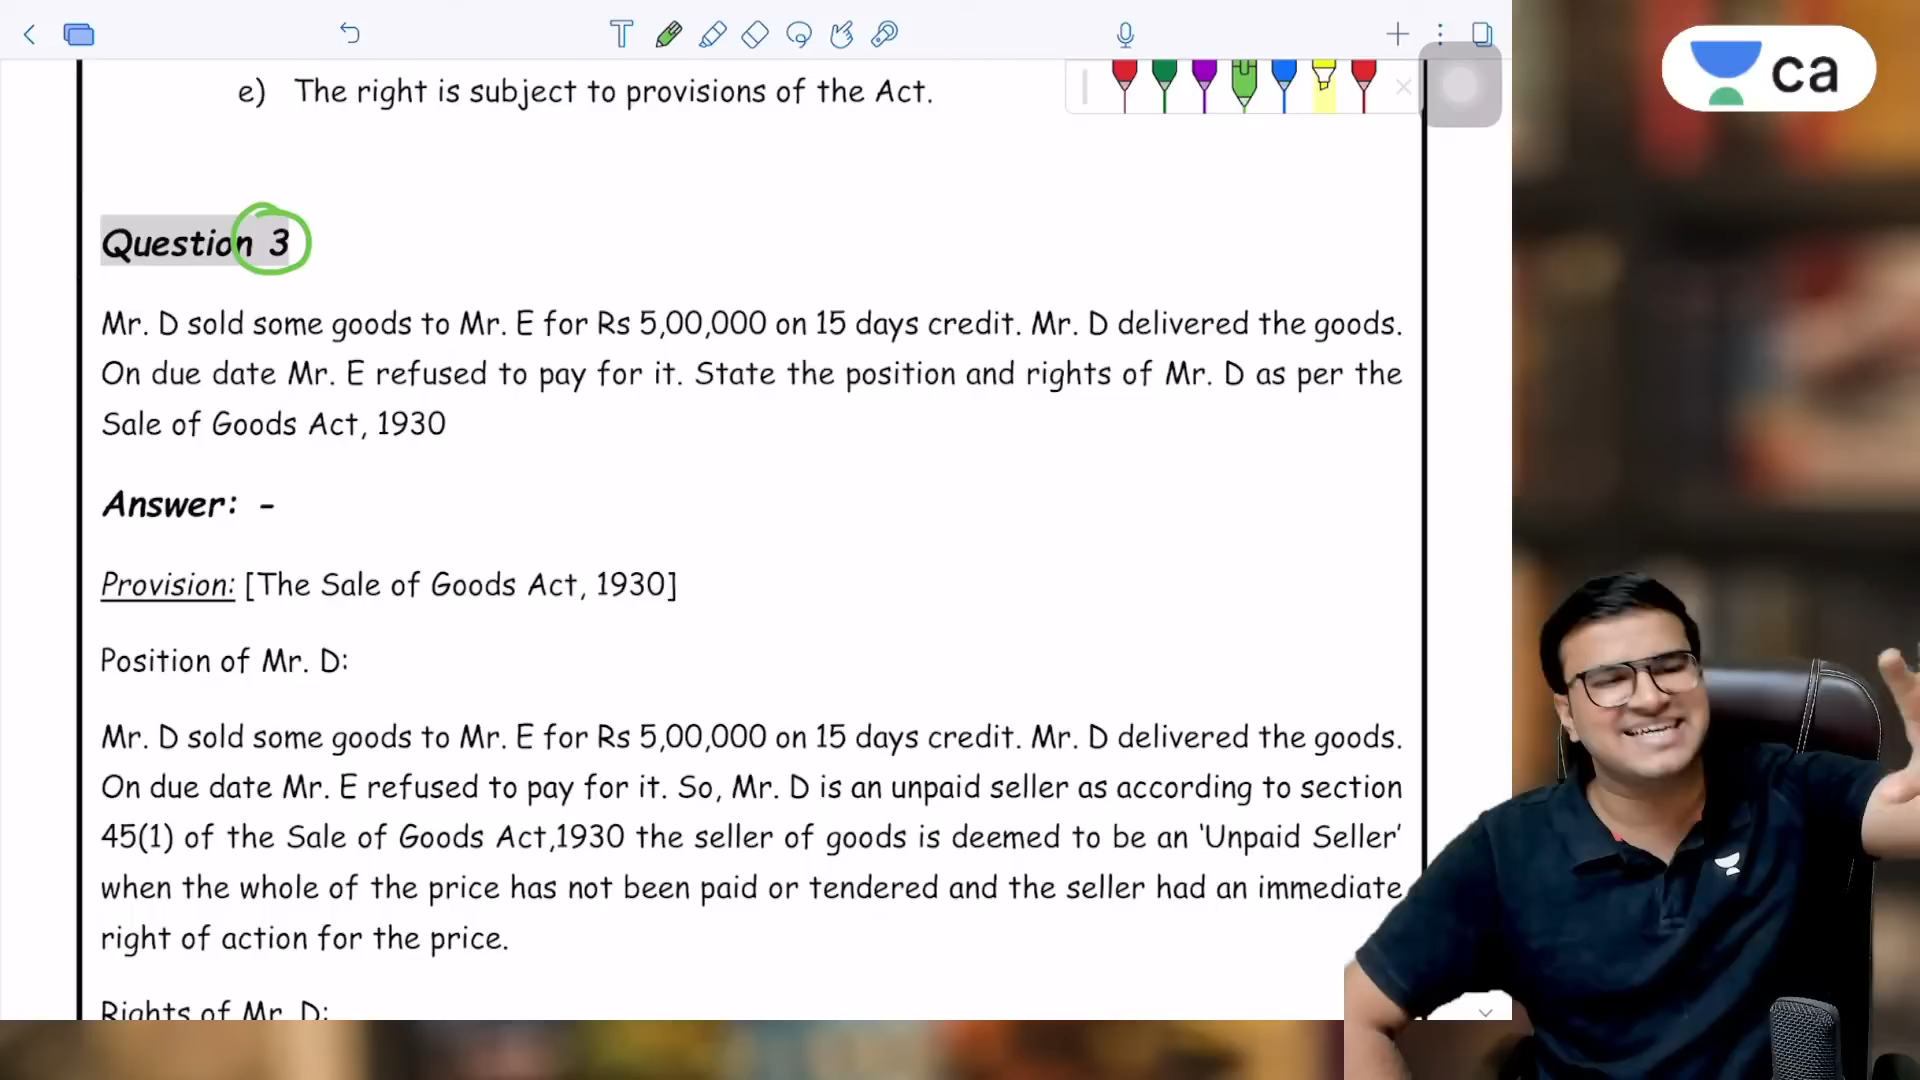 ca
e) The right is subject to provisions of the Act.
Question 3
Mr. D sold some goods to Mr. E for Rs 5,00,000 on 15 days credit. Mr. D delivered the goods.
On due date Mr. E refused to pay for it. State the position and rights of Mr. D as per the
Sale of Goods Act, 1930
Answer: -
Provision: [The Sale of Goods Act, 1930]
Position of Mr. D:
Mr. D sold some goods to Mr. E for Rs 5,00,000 on 15 days credit. Mr. D delivered the goods.
On due date Mr. E refused to pay for it. So, Mr. D is an unpaid seller as according to section
45(1) of the Sale of Goods Act,1930 the seller of goods is deemed to be an ‘Unpaid Seller’
when the whole of the price has not been paid or tendered and the seller had an immediate
right of action for the price.
Rights of Mr. D: